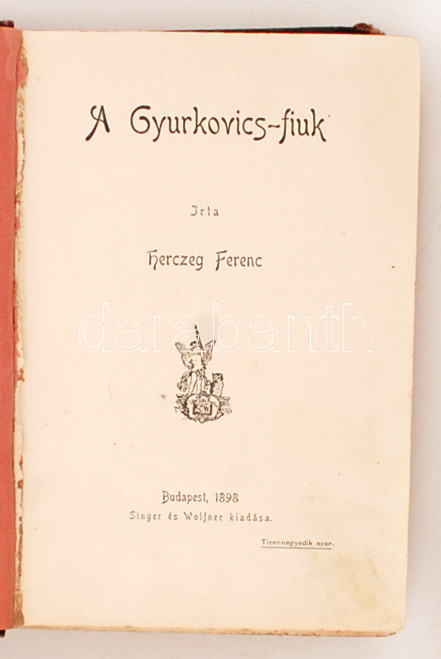 A Gyurkovics-fiuk
Irta
Herczeg Ferenc
darabanth
Budapest, 1898
Singer és Wolfner kiadása.
Tizennegyedik ezer.